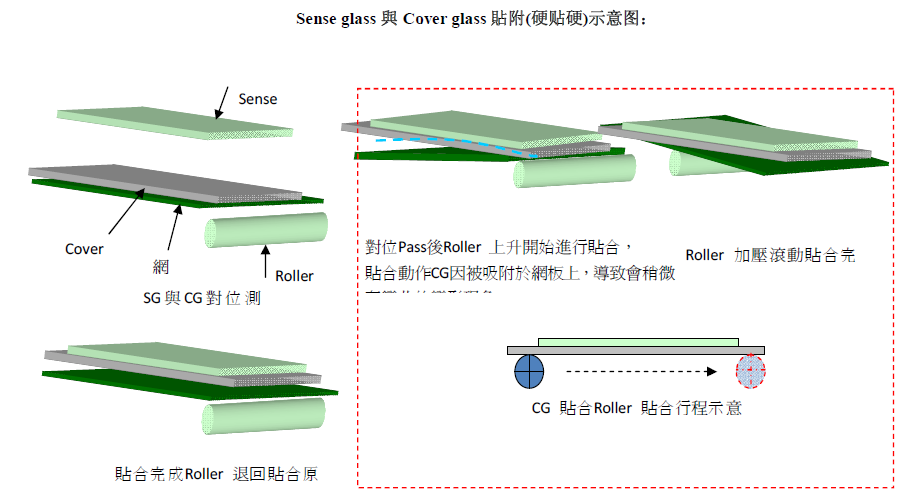 Sense glass 與 Cover glass 貼附(硬贴硬)示意图：
Sense
Cover
網
Roller
SG與CG對位測
對位Pass後Roller 上升開始進行貼合，
貼合動作CG因被吸附於網板上，導致會稍微
Roller 加壓滾動貼合完
CG 貼合Roller 貼合行程示意
貼合完成Roller 退回貼合原